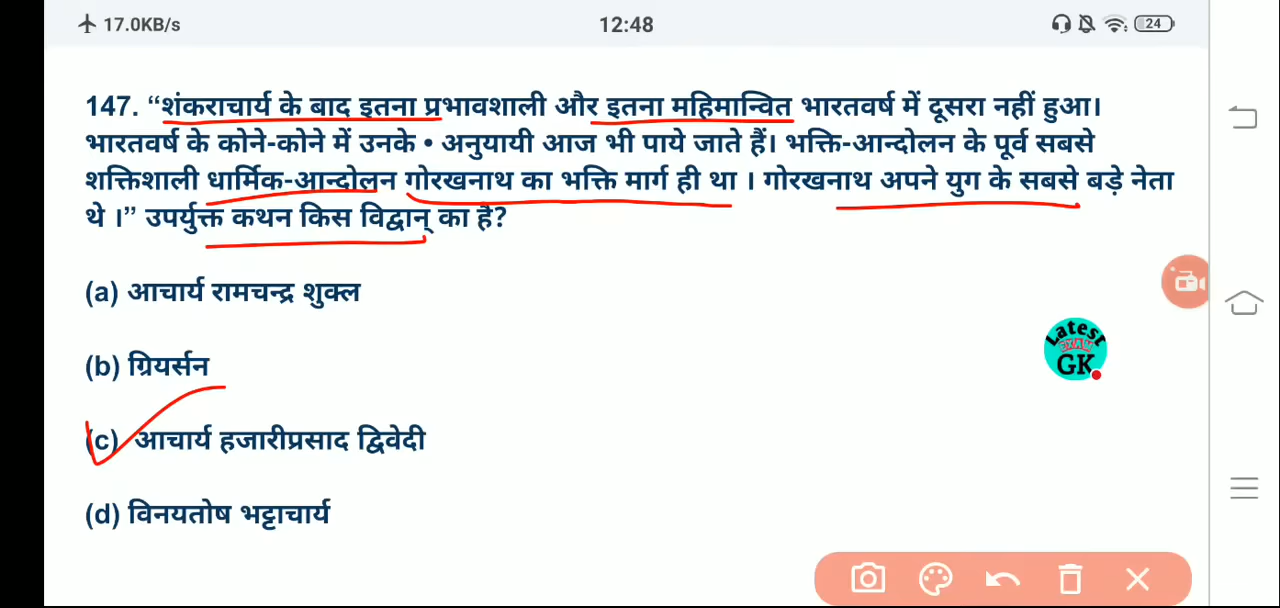 17.0KB/s
12:48
24
147. “शंकराचार्य के बाद इतना प्रभावशाली और इतना महिमान्वित भारतवर्ष में दूसरा नहीं हुआ।
भारतवर्ष के कोने-कोने में उनके • अनुयायी आज भी पाये जाते हैं। भक्ति-आन्दोलन के पूर्व सबसे
शक्तिशाली धार्मिक-आन्दोलन गोरखनाथ का भक्ति मार्ग ही था । गोरखनाथ अपने युग के सबसे बड़े नेता
थे ।” उपर्युक्त कथन किस विद्वान् का है?
(a) आचार्य रामचन्द्र शुक्ल
(b) ग्रियर्सन
(c) आचार्य हजारीप्रसाद द्विवेदी
(d) विनयतोष भट्टाचार्य
Latest
EXAM
GK